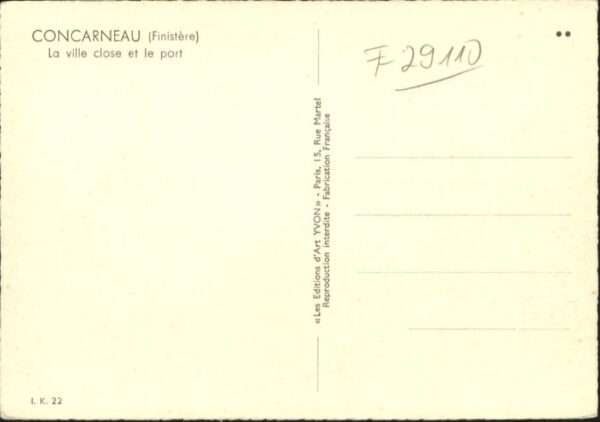 CONCARNEAU (Finistère)
La ville close et le port
F 29110
«Les Editions d'Art YVON» - Paris, 15, Rue Martel
Reproduction interdite - Fabrication Française
I. K. 22